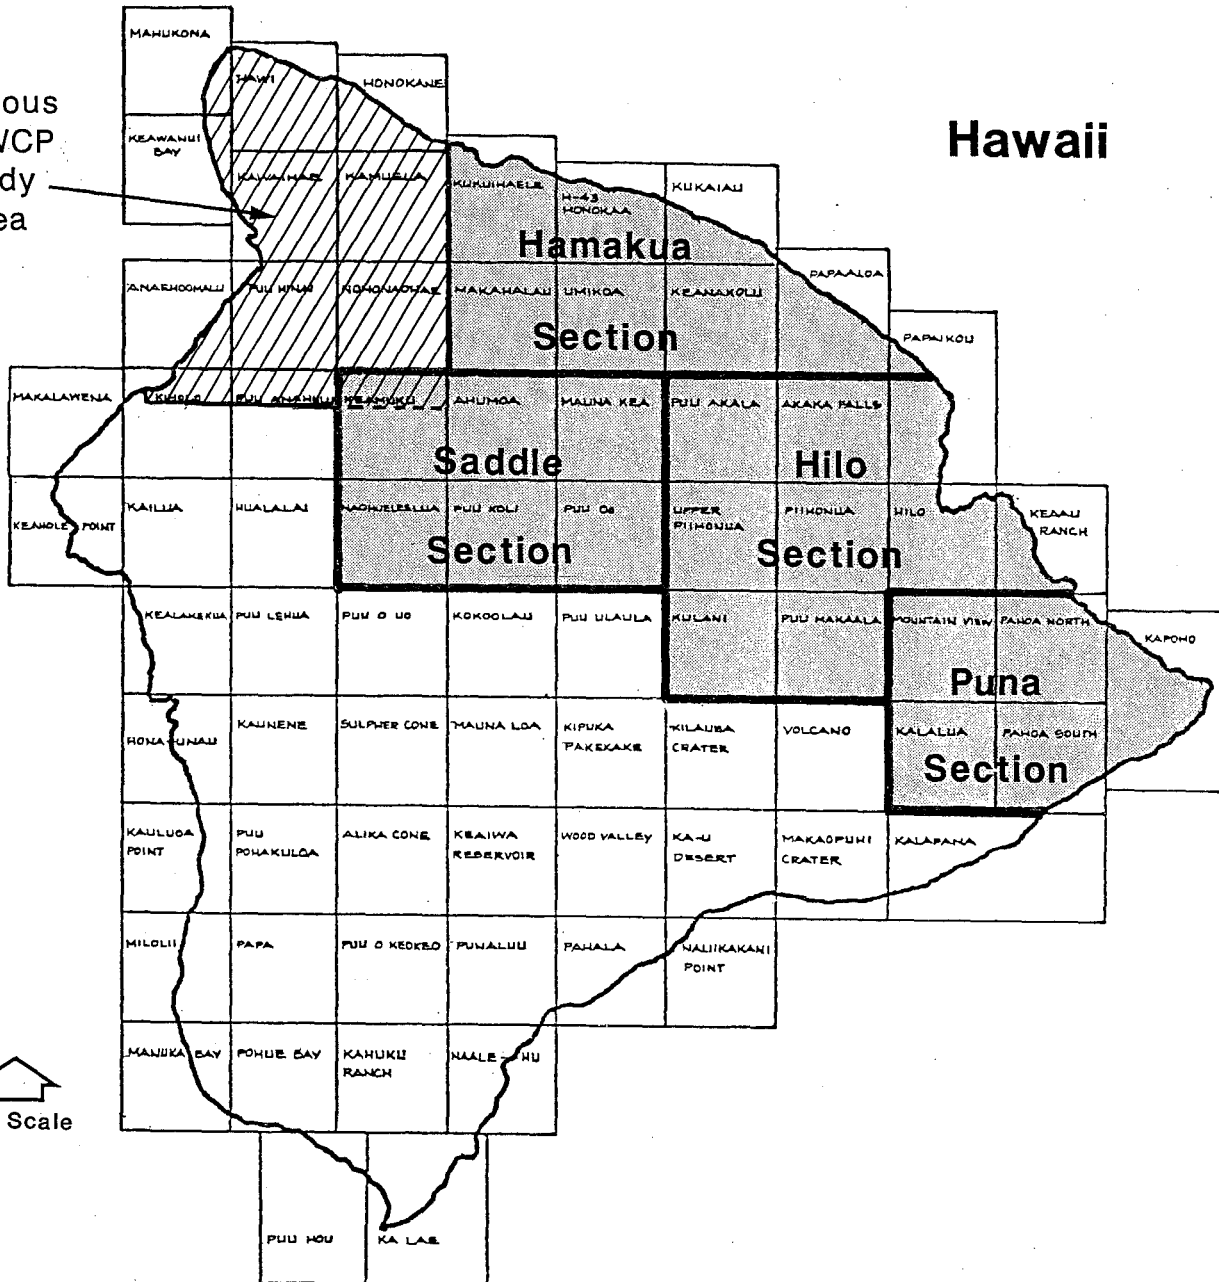 MAHUKONA
HAWI
HONOKANE
ous
WCP
dy
ea
Hawaii
KEAWANUI
BAY
KAWAIHAE
KAMUELA
KUKUIHAELE
H-43
HONOKAA
KUKAIAU
Hamakua
Section
ANAEHOOMALU
PUU HINAI
NOHONAOHAE
MAKAHALAU
UMIKOA
KEANAKOLU
PAPAALOA
PAPAIKOU
MAKALAWENA
KIHOLO
PUU ANAHULU
KEAMUKU
AHUMOA
MAUNA KEA
PUU AKALA
AKAKA FALLS
Saddle
Section
Hilo
Section
KEAHOLE POINT
KAILUA
HUALALAI
NAOHUELEELUA
PUU KOLI
PUU OO
UPPER
PIIHONUA
PIIHONUA
HILO
KEAAU
RANCH
KEALAKEKUA
PUU LEHUA
PUU O UO
KOKOOLAU
PUU ULAULA
KULANI
PUU MAKAALA
MOUNTAIN VIEW
PAHOA NORTH
KAPOHO
Puna
Section
HONAUNAU
KAUNENE
SULPHER CONE
MAUNA LOA
KIPUKA
PAKEKAKE
KILAUEA
CRATER
VOLCANO
KALALUA
PAHOA SOUTH
KAULUOA
POINT
PUU
POHAKULOA
ALIKA CONE
KEAIWA
RESERVOIR
WOOD VALLEY
KA-U
DESERT
MAKAOPUHI
CRATER
KALAPANA
MILOLII
PAPA
PUU O KEOKEO
PUNALUU
PAHALA
NALIIKAKANI
POINT
MANUKA BAY
POHUE BAY
KAHUKU
RANCH
NAALEHU
Scale
PUU HOU
KA LAE